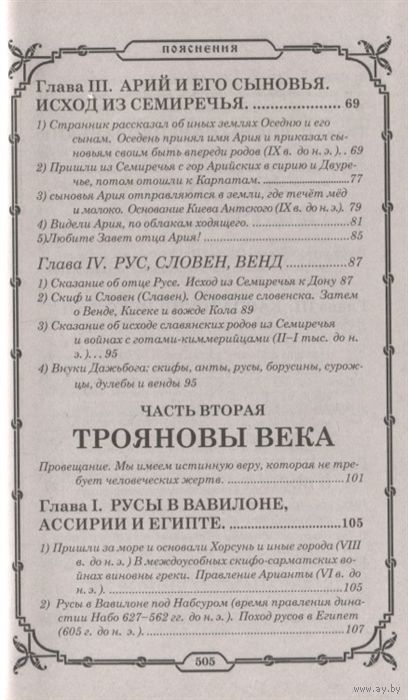 пояснения
Глава III. АРИЙ И ЕГО СЫНОВЬЯ.
ИСХОД ИЗ СЕМИРЕЧЬЯ. .................... 69
1) Странник рассказал об иных землях Оседню и его
сынам. Оседень принял имя Ария и приказал сы-
новьям своим быть впереди родов (IX в. до н. э.). . 69
2) Пришли из Семиречья с гор Арийских в сирию и Двуре-
чье, потом отошли к Карпатам. ........................77
3) сыновья Ария отправляются в земли, где течёт мёд
и молоко. Основание Киева Антского (IX в. до н.э.). 79
4) Видели Ария, по облакам ходящего. ....................81
5)Любите Завет отца Ария! ................................85
Глава IV. РУС, СЛОВЕН, ВЕНД ............... 87
1) Сказание об отце Русе. Исход из Семиречья к Дону 87
2) Скиф и Словен (Славен). Основание словенска. Затем
о Венде, Кисеке и вожде Кола 89
3) Сказание об исходе славянских родов из Семиречья
и войнах с готами-киммерийцами (II–I тыс. до н.
э.)... 95
4) Внуки Дажьбога: скифы, анты, русы, борусины, сурож-
цы, дулебы и венды 95
ЧАСТЬ ВТОРАЯ
ТРОЯНОВЫ ВЕКА
Провещание. Мы имеем истинную веру, которая не тре-
бует человеческих жертв. ............................101
Глава I. РУСЫ В ВАВИЛОНЕ,
АССИРИИ И ЕГИПТЕ. ........................ 105
1) Пришли за море и основали Хорсунь и иные города (VIII
в. до н. э.) В междоусобных скифо-сарматских вой-
нах виновны греки. Правление Арианты (VI в. до
н. э.). ................................................105
2) Русы в Вавилоне под Набсуром (время правления дина-
стии Набо 627–562 гг. до н. э.). Поход русов в Египет
(605 г. до н. э.) ......................................107
505
www.ay.by